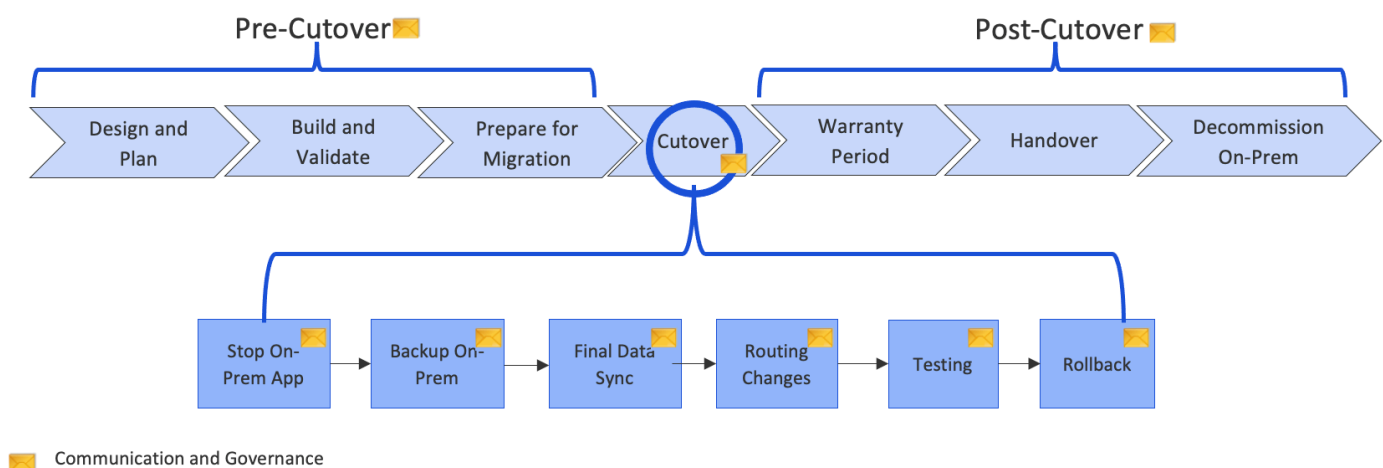 Pre-Cutover
Post-Cutover
Design and
Plan
Build and
Validate
Prepare for
Migration
Cutover
Warranty
Period
Handover
Decommission
On-Prem
Stop On-
Prem App
Backup On-
Prem
Final Data
Sync
Routing
Changes
Testing
Rollback
Communication and Governance